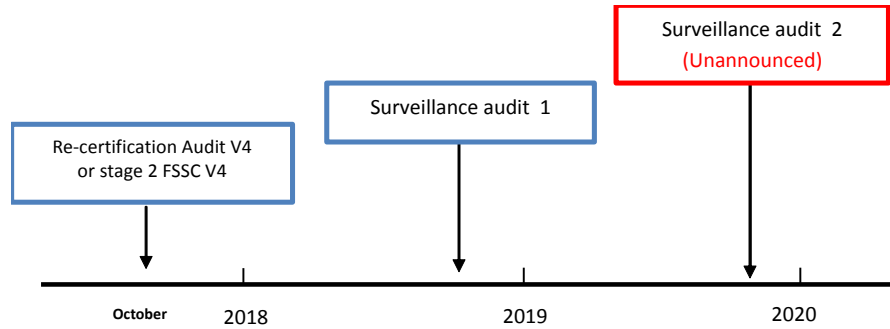 Surveillance audit 2
(Unannounced)
Surveillance audit 1
Re-certification Audit V4
or stage 2 FSSC V4
October
2018
2019
2020